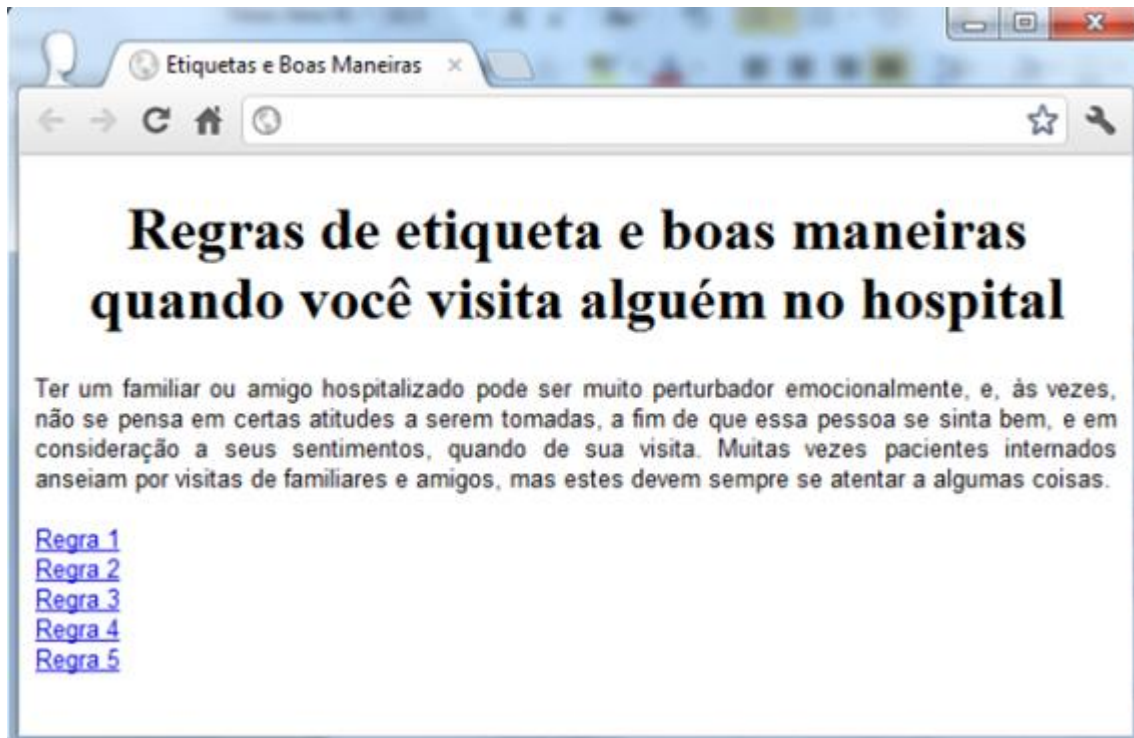 Etiquetas e Boas Maneiras
Regras de etiqueta e boas maneiras
quando você visita alguém no hospital
Ter um familiar ou amigo hospitalizado pode ser muito perturbador emocionalmente, e, às vezes,
não se pensa em certas atitudes a serem tomadas, a fim de que essa pessoa se sinta bem, e em
consideração a seus sentimentos, quando de sua visita. Muitas vezes pacientes internados
anseiam por visitas de familiares e amigos, mas estes devem sempre se atentar a algumas coisas.
Regra 1
Regra 2
Regra 3
Regra 4
Regra 5